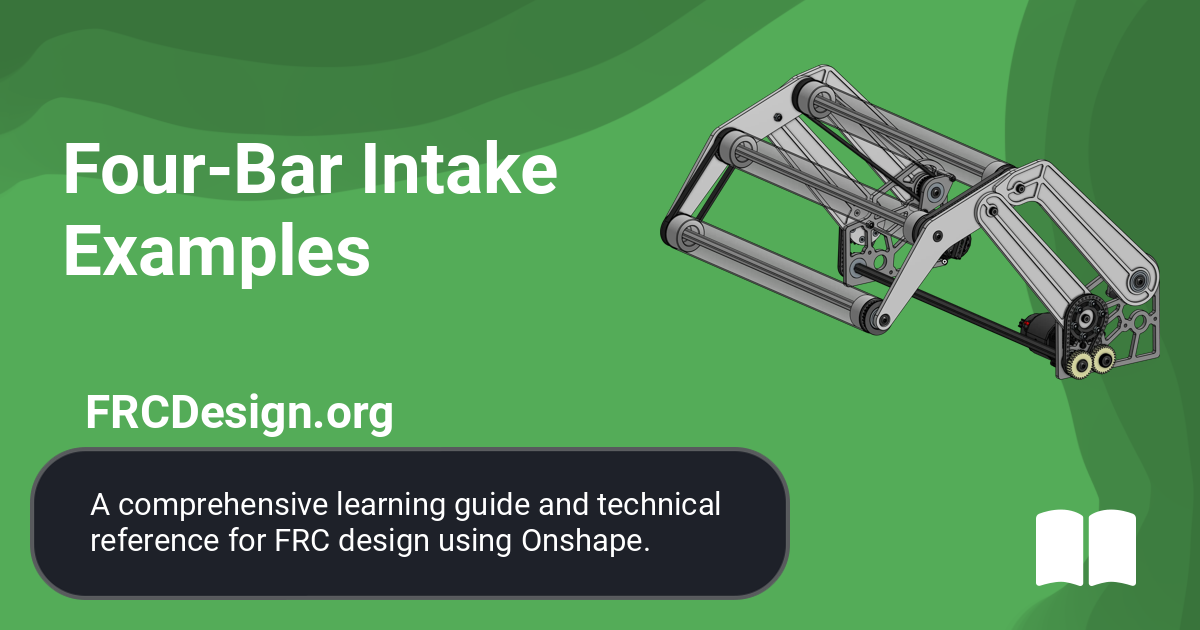 Four-Bar Intake
Examples
FRCDesign.org
A comprehensive learning guide and technical
reference for FRC design using Onshape.